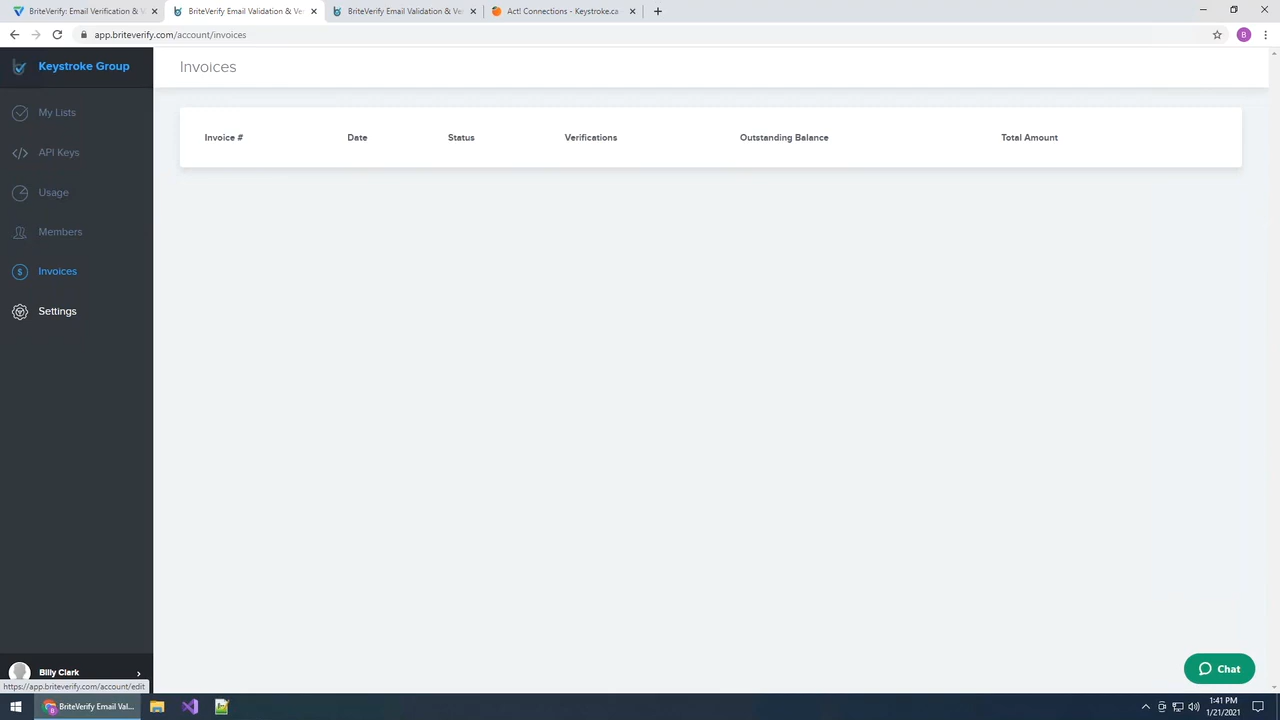 BriteVerify: Email Verification & V
BriteVerify Email Validation & Ver
BriteVerify Email Validation & Ve
Act! Connections - Keystroke.ca
app.briteverify.com/account/invoices
B
Keystroke Group
Invoices
My Lists
API Keys
Usage
Members
Invoices
Settings
Invoice #
Date
Status
Verifications
Outstanding Balance
Total Amount
Billy Clark
https://app.briteverify.com/account/edit
Chat
BriteVerify Email Val...
1:41 PM
1/21/2021